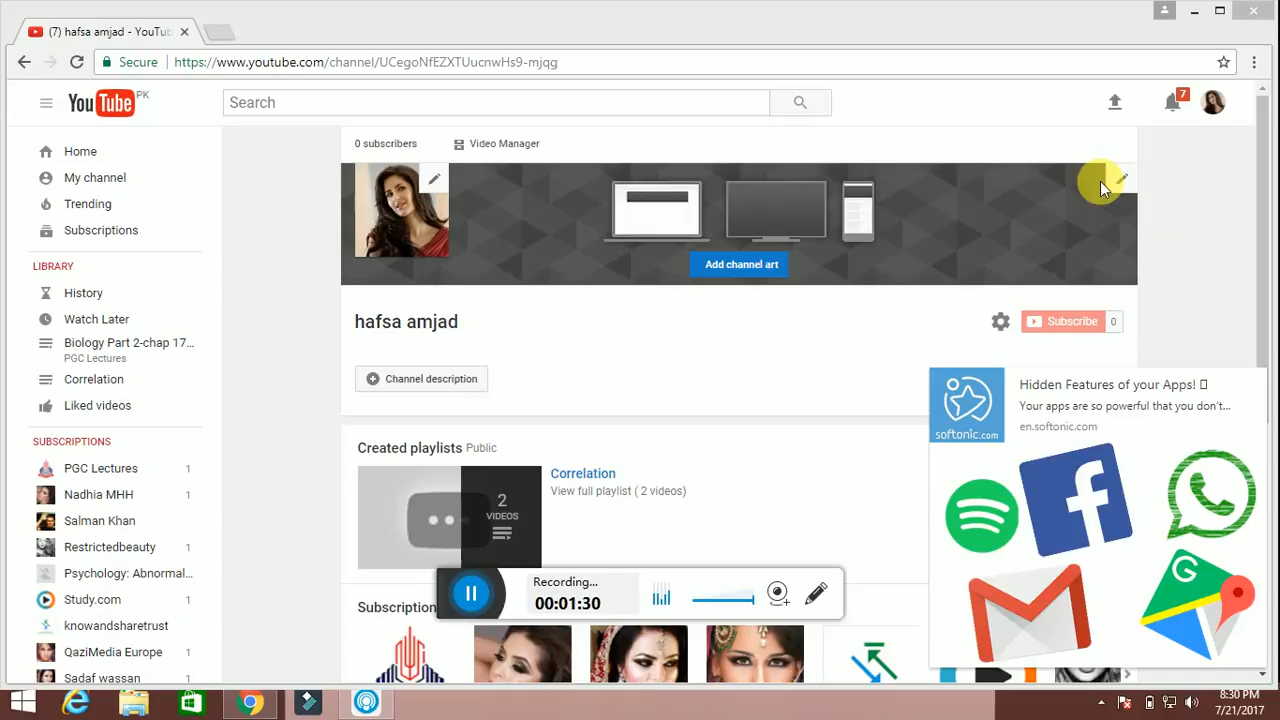 (7) hafsa amjad - YouTub
Secure
https://www.youtube.com/channel/UCegoNfEZXTUucnwHs9-mjqg
YouTube PK
Search
7
Home
My channel
Trending
Subscriptions
LIBRARY
History
Watch Later
Biology Part 2-chap 17...
PGC Lectures
Correlation
Liked videos
SUBSCRIPTIONS
PGC Lectures 1
Nadhia MHH 1
Salman Khan
Restrictedbeauty 1
Psychology: Abnormal...
Study.com 1
knowandsharetrust
QaziMedia Europe 1
Sadaf wassan
0 subscribers
Video Manager
Add channel art
hafsa amjad
Subscribe 0
Channel description
Created playlists Public
2
VIDEOS
Correlation
View full playlist ( 2 videos)
Subscription
Recording...
00:01:30
softonic.com
Hidden Features of your Apps!
Your apps are so powerful that you don't...
en.softonic.com
f
G
8:30 PM
7/21/2017